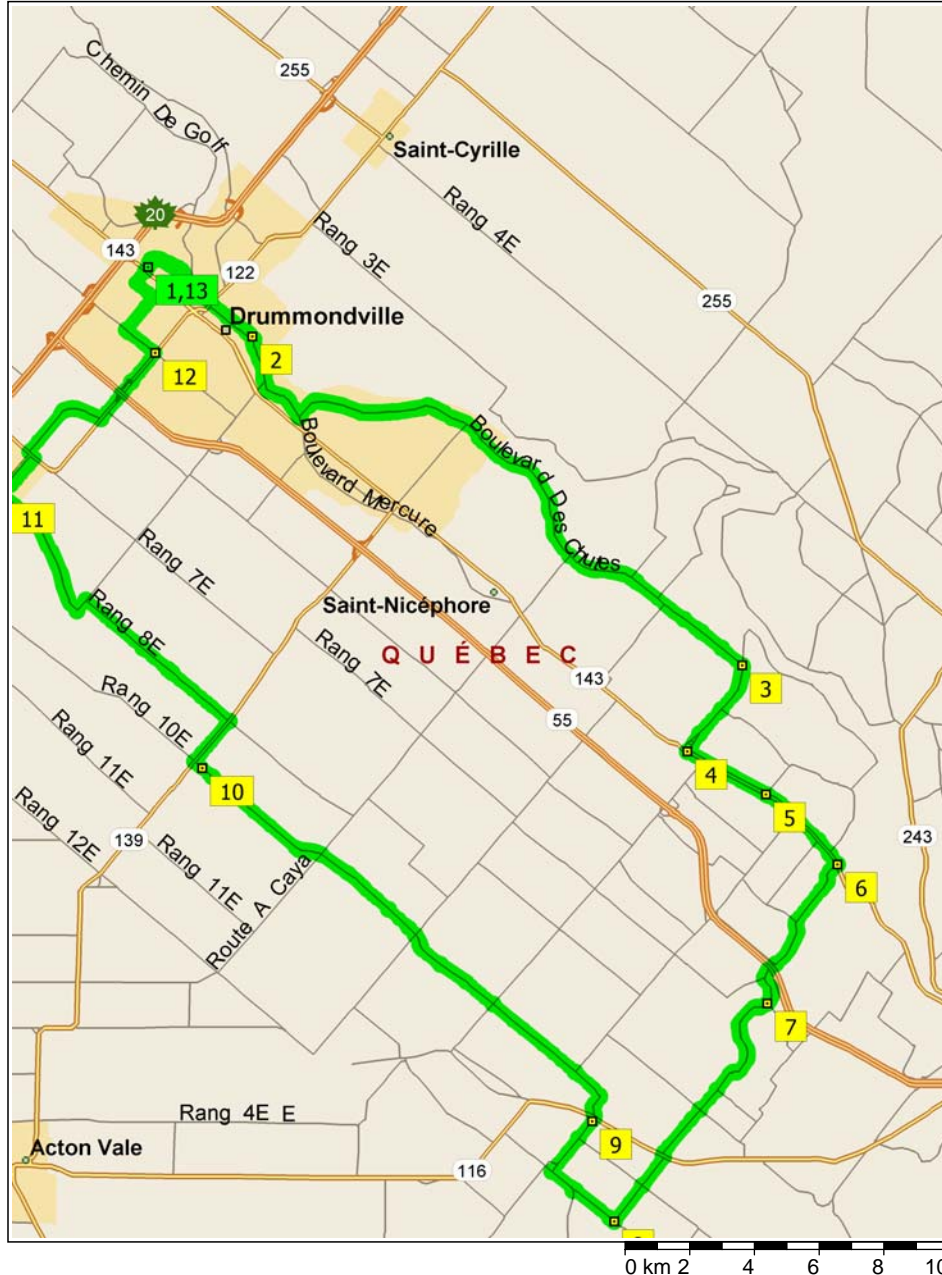 Chemin De Golf
255
Saint-Cyrille
Rang 4E
Rang 3E
20
143
122
1,13
255
Drummondville
2
12
Boulevard Des Chutes
Boulevard Mercure
11
Rang 7E
Saint-Nicéphore
Rang 8E
QUÉBEC
Rang 7E
3
143
Rang 10E
55
4
Rang 11E
10
5
Rang 12E
139
243
Rang 11E
6
Route A Caya
7
Rang 4E E
9
Acton Vale
116
0 km 2 4 6 8 10